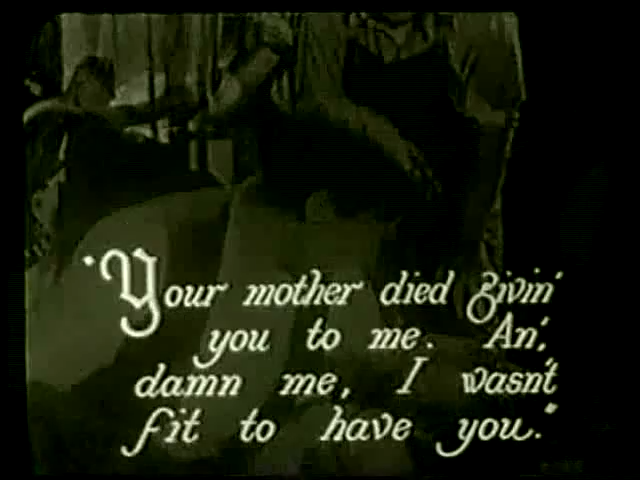 "Your mother died givin'
you to me. An',
damn me, I wasn't
fit to have you."